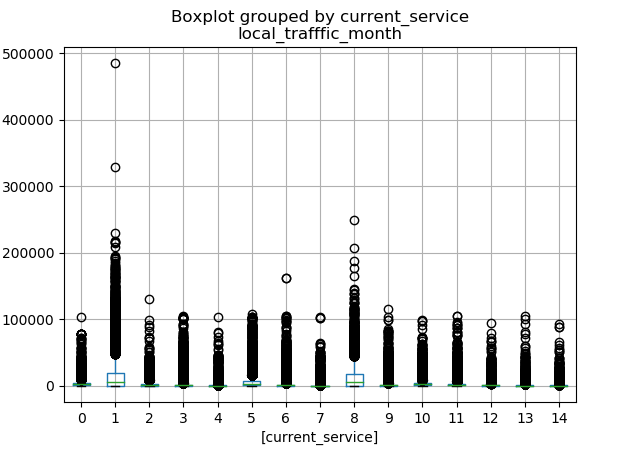 Boxplot grouped by current_service
local_trafffic_month
500000
400000
300000
200000
100000
0
0 1 2 3 4 5 6 7 8 9 10 11 12 13 14
[current_service]